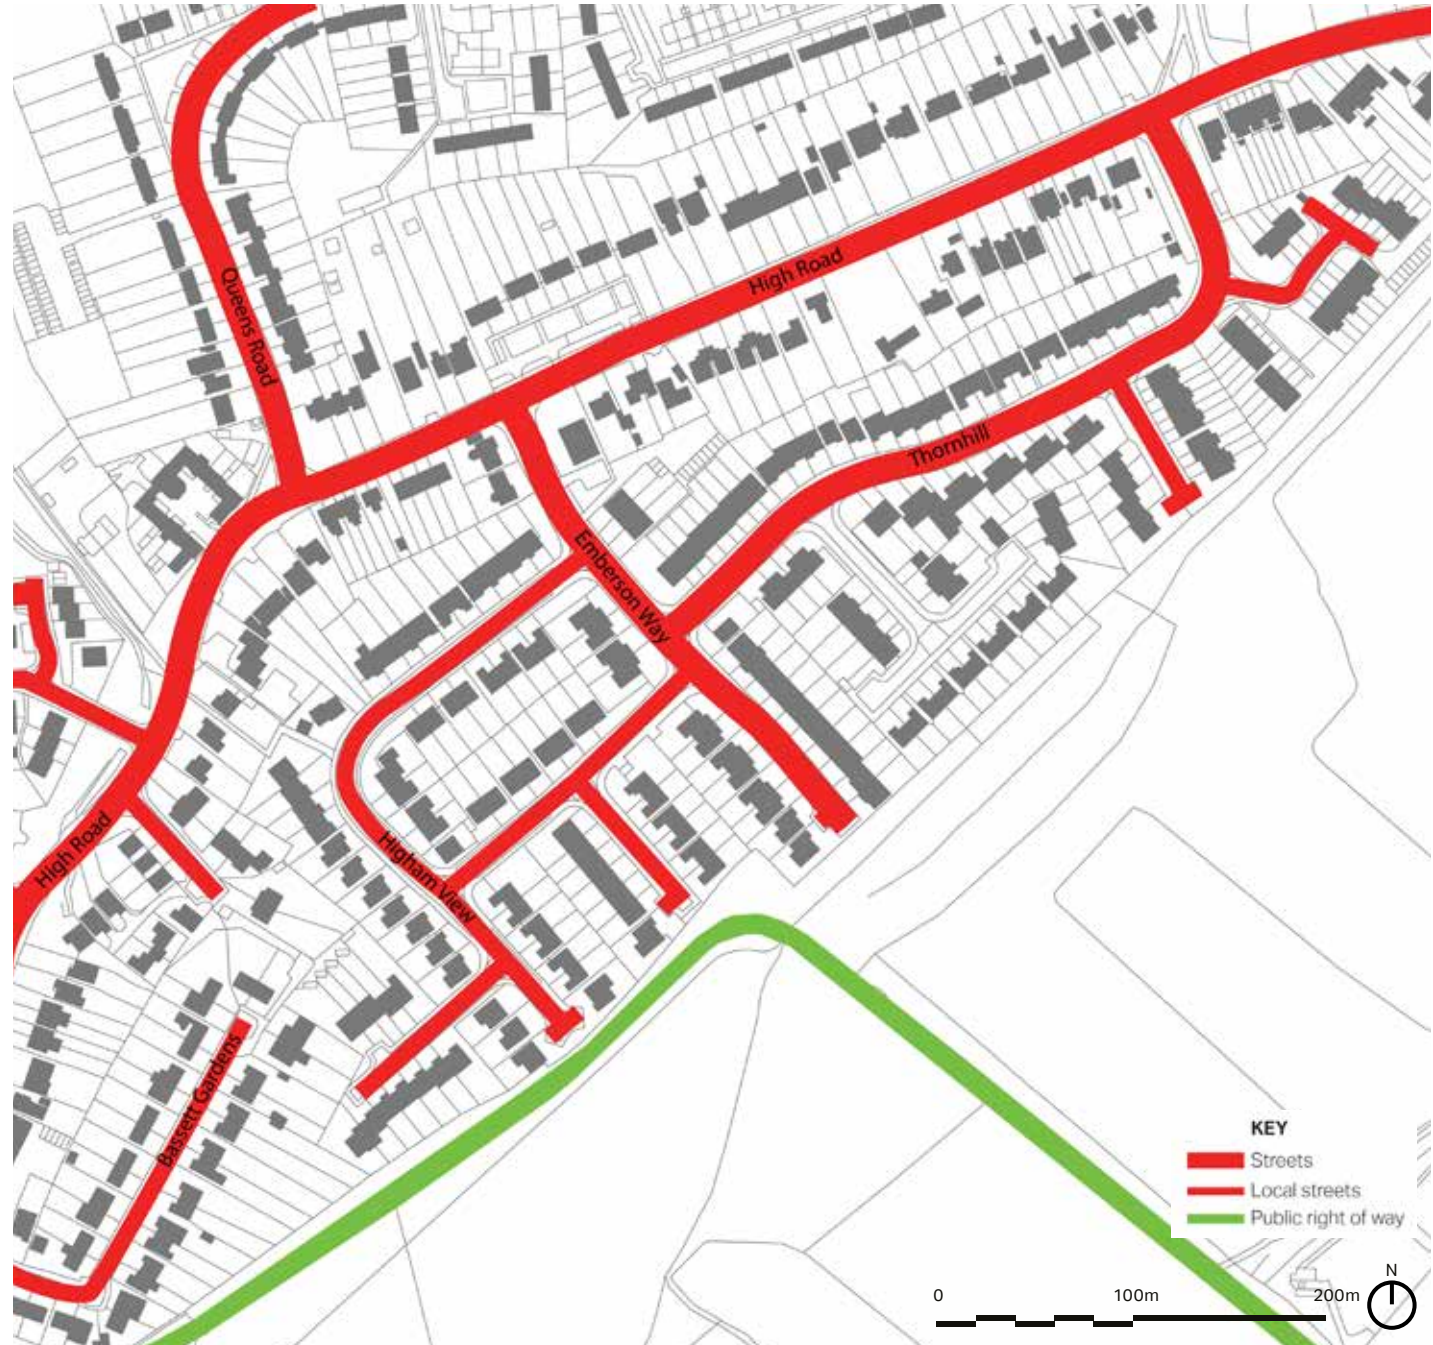 Queens Road
High Road
Thornhill
Emberson Way
High Road
Higham View
Bassett Gardens
KEY
Streets
Local streets
Public right of way
0 100m 200m
N